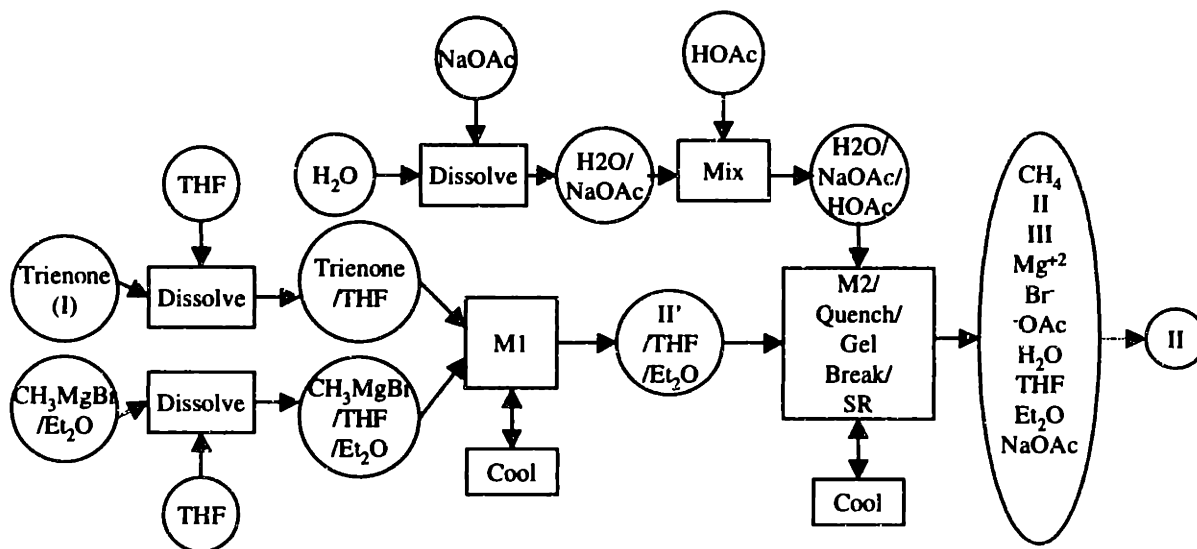 NaOAc
HOAc
THF
H₂O
Dissolve
H2O/
NaOAc
Mix
H2O/
NaOAc/
HOAc
Trienone
(I)
Dissolve
Trienone
/THF
CH₃MgBr
/Et₂O
Dissolve
CH₃MgBr
/THF
/Et₂O
THF
M1
Cool
II'
/THF
/Et₂O
M2/
Quench/
Gel
Break/
SR
Cool
CH₄
II
III
Mg⁺²
Br⁻
⁻OAc
H₂O
THF
Et₂O
NaOAc
II